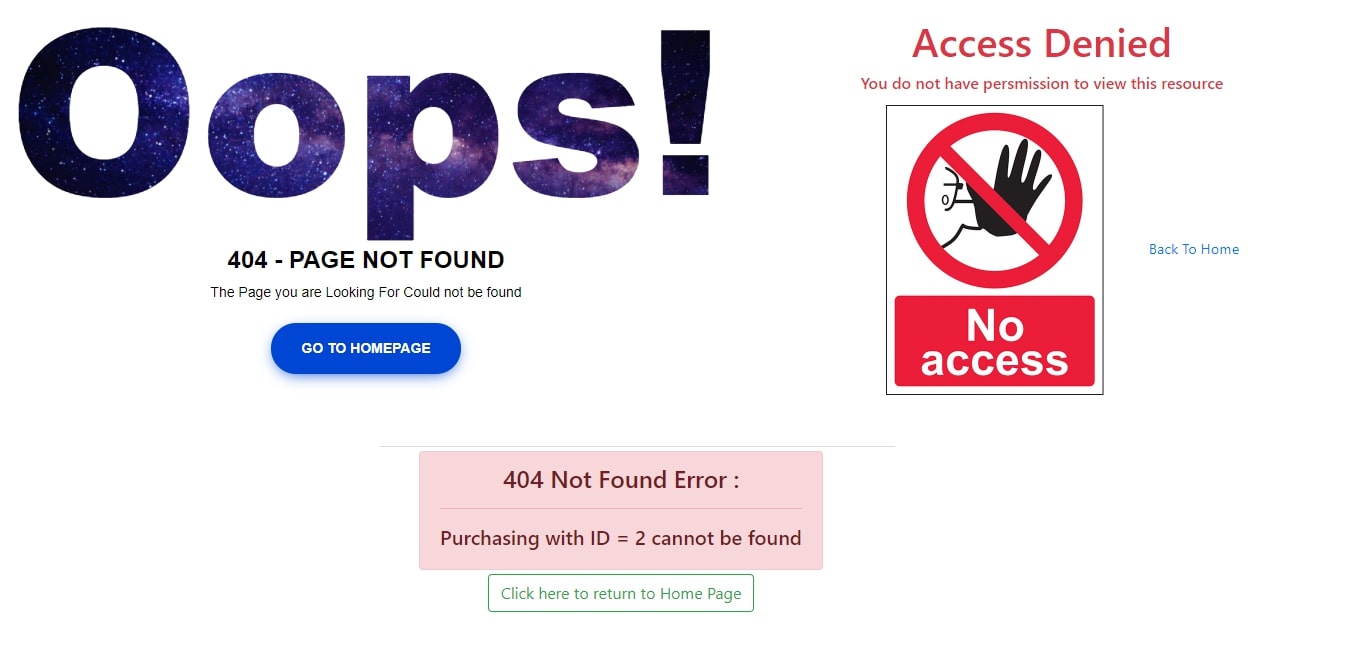 Oops!
404 - PAGE NOT FOUND
The Page you are Looking For Could not be found
GO TO HOMEPAGE
Access Denied
You do not have persmission to view this resource
No
access
Back To Home
404 Not Found Error :
Purchasing with ID = 2 cannot be found
Click here to return to Home Page